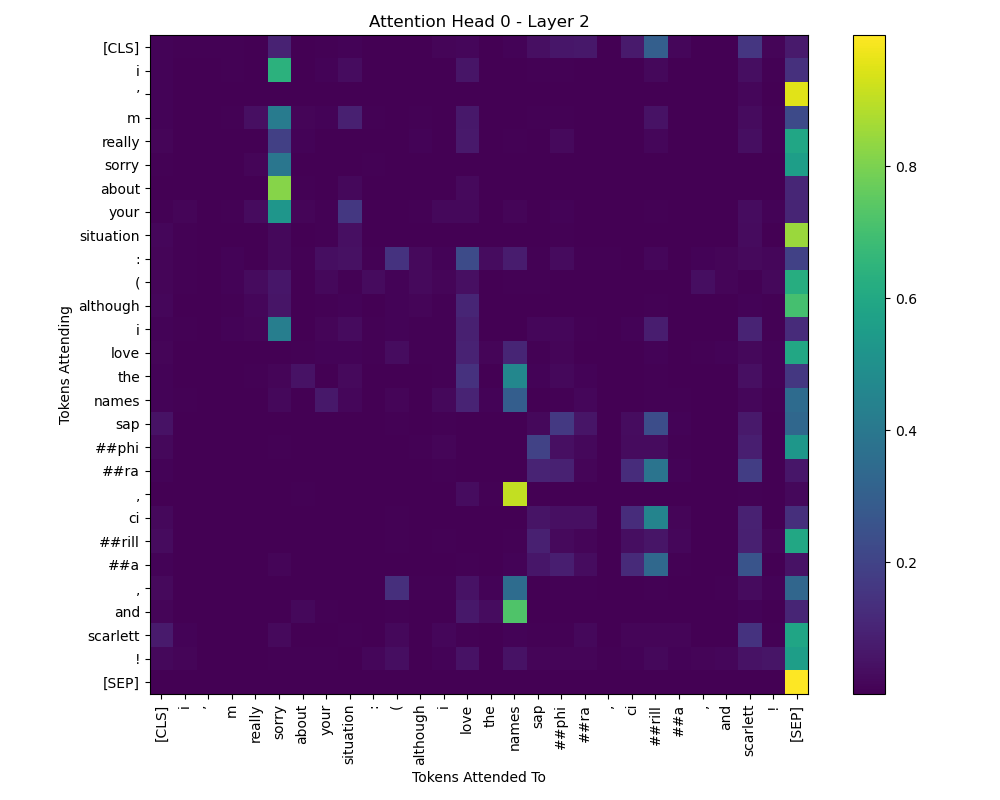 Attention Head 0 - Layer 2
[CLS]
i
’
m
really
sorry
about
your
situation
:
(
although
i
love
the
names
sap
##phi
##ra
,
ci
##rill
##a
,
and
scarlett
!
[SEP]
Tokens Attending
[CLS]
i
’
m
really
sorry
about
your
situation
:
(
although
i
love
the
names
sap
##phi
##ra
,
ci
##rill
##a
,
and
scarlett
!
[SEP]
Tokens Attended To
0.8
0.6
0.4
0.2